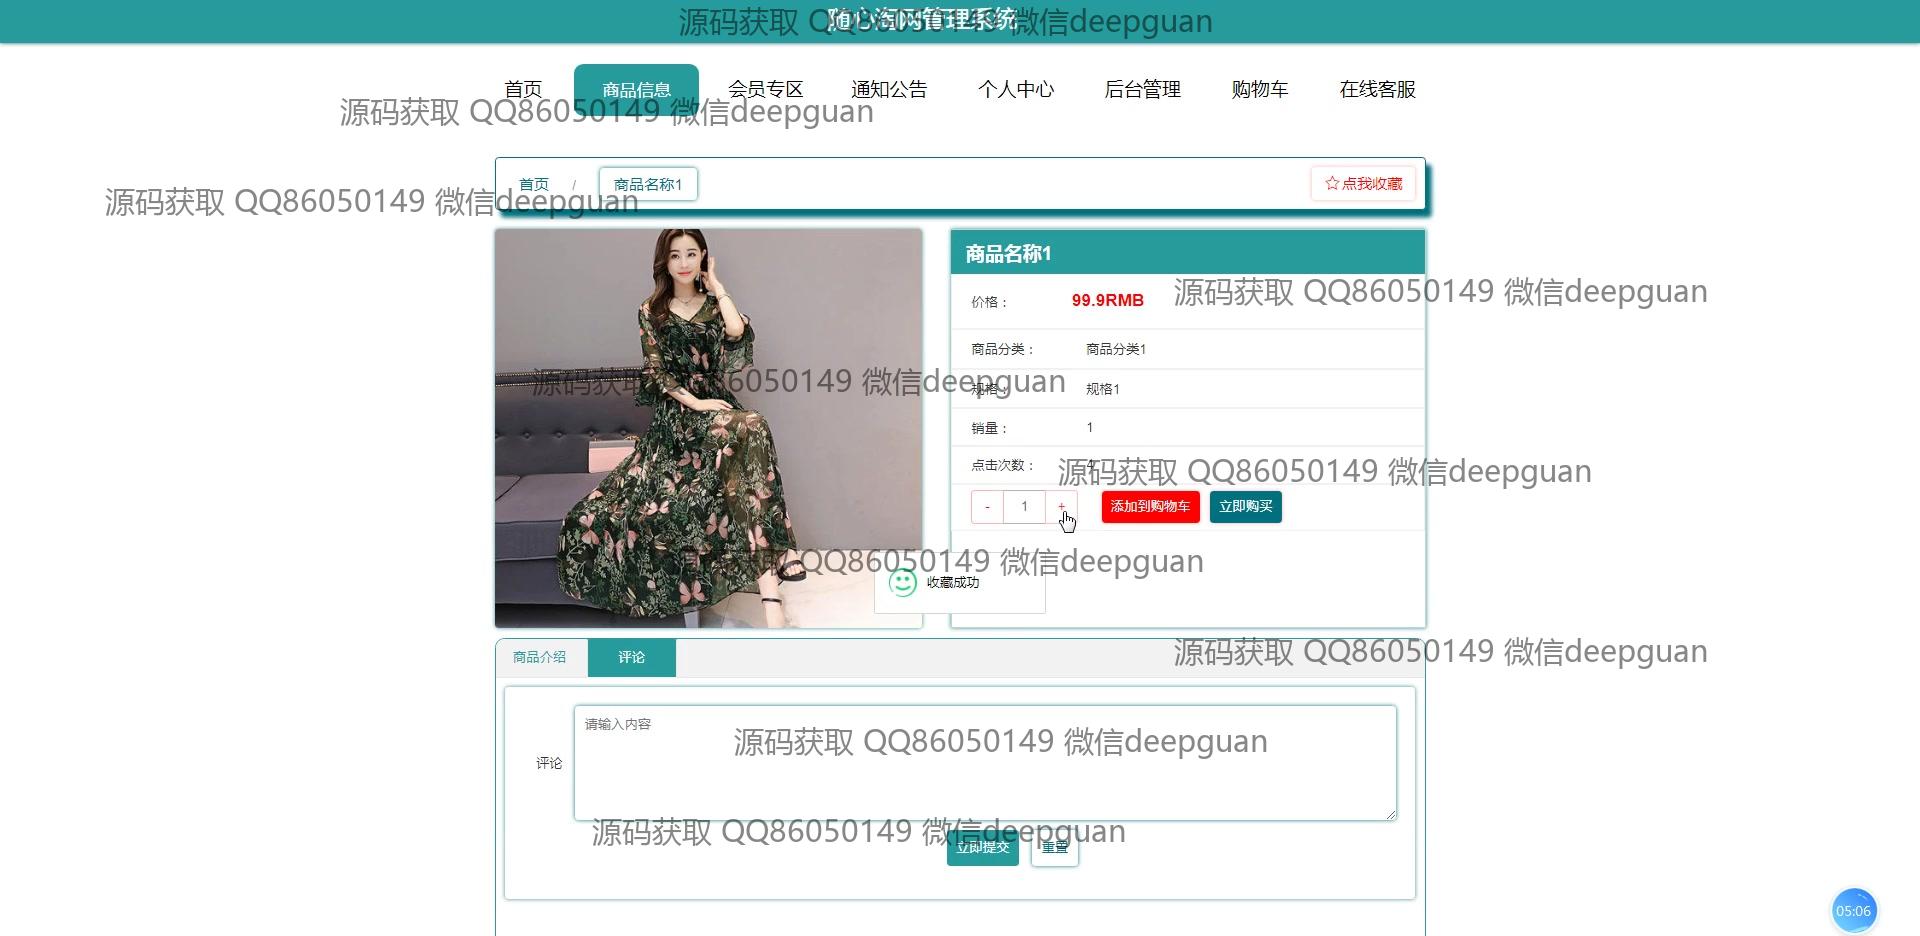 随心淘网管理系统
源码获取 QQ86050149 微信deepguan
首页
商品信息
会员专区
通知公告
个人中心
后台管理
购物车
在线客服
源码获取 QQ86050149 微信deepguan
首页 / 商品名称1
☆点我收藏
源码获取 QQ86050149 微信deepguan
商品名称1
价格： 99.9RMB
源码获取 QQ86050149 微信deepguan
商品分类： 商品分类1
源码获取 QQ86050149 微信deepguan
规格： 规格1
销量： 1
点击次数：
源码获取 QQ86050149 微信deepguan
- 1 + 添加到购物车 立即购买
源码获取 QQ86050149 微信deepguan
收藏成功
源码获取 QQ86050149 微信deepguan
商品介绍 评论
请输入内容
源码获取 QQ86050149 微信deepguan
评论
源码获取 QQ86050149 微信deepguan
立即提交 重置
05:06